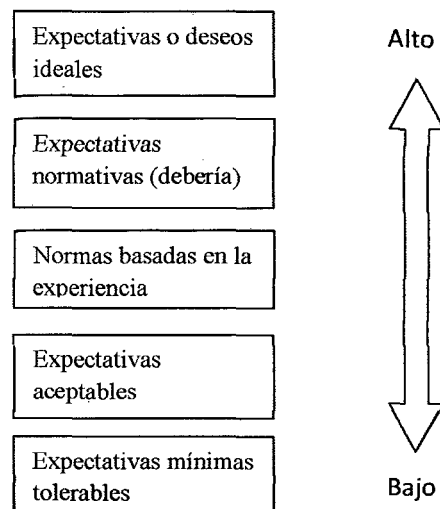 Expectativas o deseos
ideales
Alto
Expectativas
normativas (debería)
Normas basadas en la
experiencia
Expectativas
aceptables
Expectativas mínimas
tolerables
Bajo